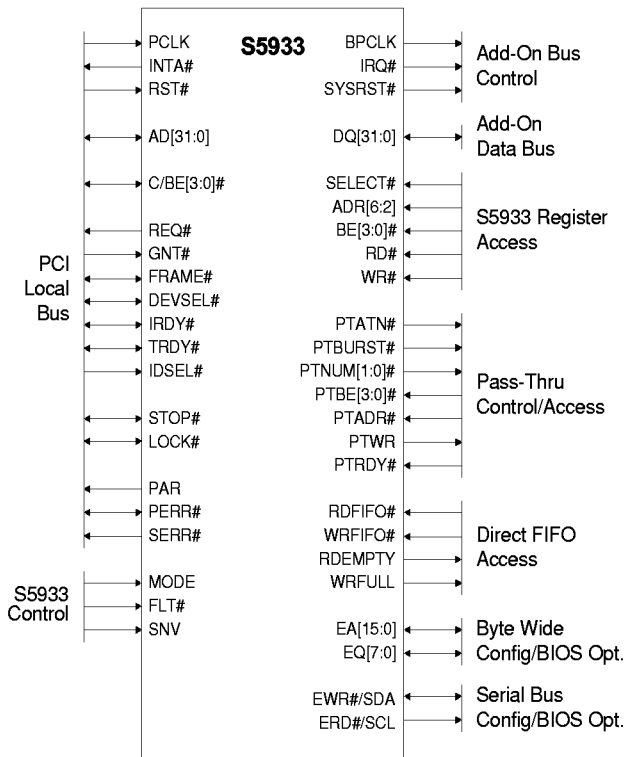 S5933
PCLK
INTA#
RST#
AD[31:0]
C/BE[3:0]#
REQ#
GNT#
FRAME#
DEVSEL#
IRDY#
TRDY#
IDSEL#
STOP#
LOCK#
PAR
PERR#
SERR#
MODE
FLT#
SNV
PCI
Local
Bus
S5933
Control
BPCLK
IRQ#
SYSRST#
DQ[31:0]
SELECT#
ADR[6:2]
BE[3:0]#
RD#
WR#
PTATN#
PTBURST#
PTNUM[1:0]#
PTBE[3:0]#
PTADR#
PTWR
PTRDY#
RDFIFO#
WRFIFO#
RDEMPTY
WRFULL
EA[15:0]
EQ[7:0]
EWR#/SDA
ERD#/SCL
Add-On Bus
Control
Add-On
Data Bus
S5933 Register
Access
Pass-Thru
Control/Access
Direct FIFO
Access
Byte Wide
Config/BIOS Opt.
Serial Bus
Config/BIOS Opt.